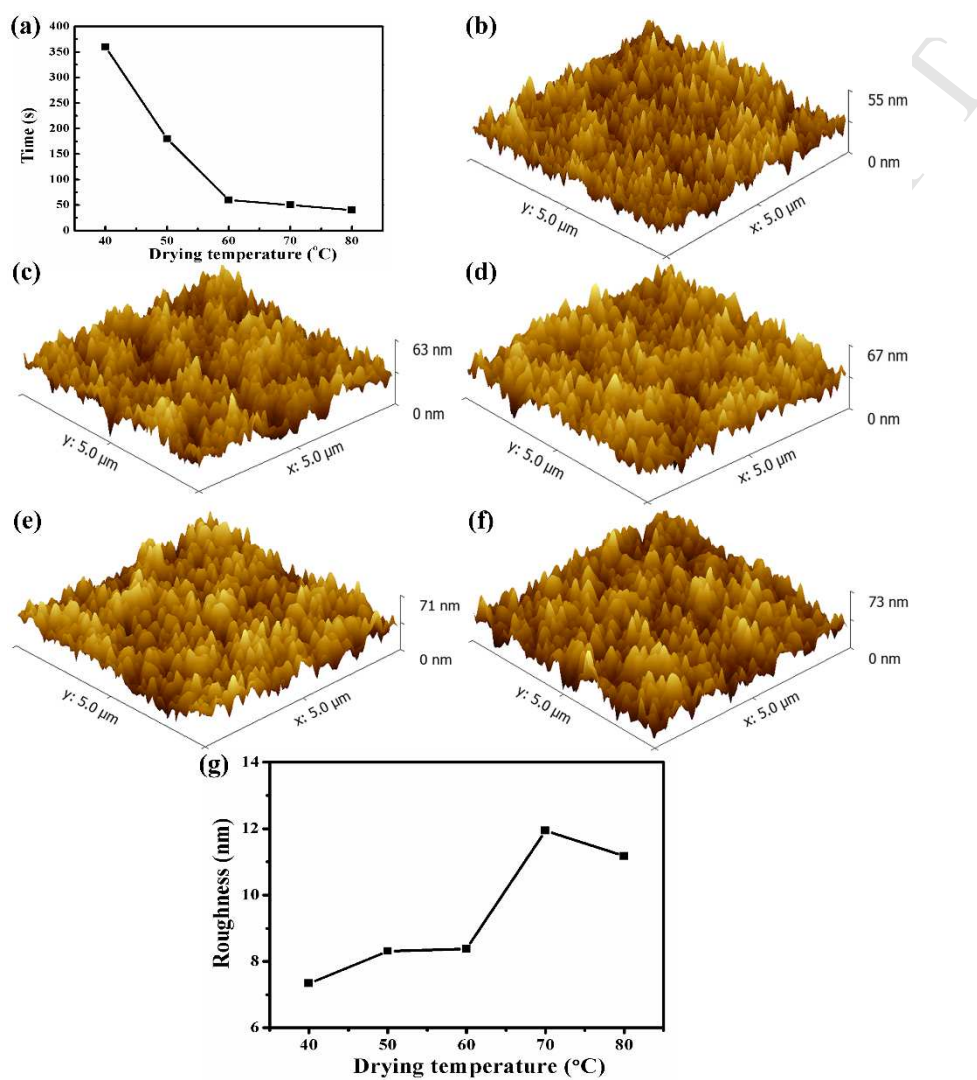 (a)
400
350
300
250
200
150
100
50
0
Time (s)
40
50
60
70
80
Drying temperature (°C)
(b)
55 nm
0 nm
y: 5.0 µm
x: 5.0 µm
(c)
63 nm
0 nm
y: 5.0 µm
x: 5.0 µm
(d)
67 nm
0 nm
y: 5.0 µm
x: 5.0 µm
(e)
71 nm
0 nm
y: 5.0 µm
x: 5.0 µm
(f)
73 nm
0 nm
y: 5.0 µm
x: 5.0 µm
(g)
14
12
10
8
6
Roughness (nm)
40
50
60
70
80
Drying temperature (°C)